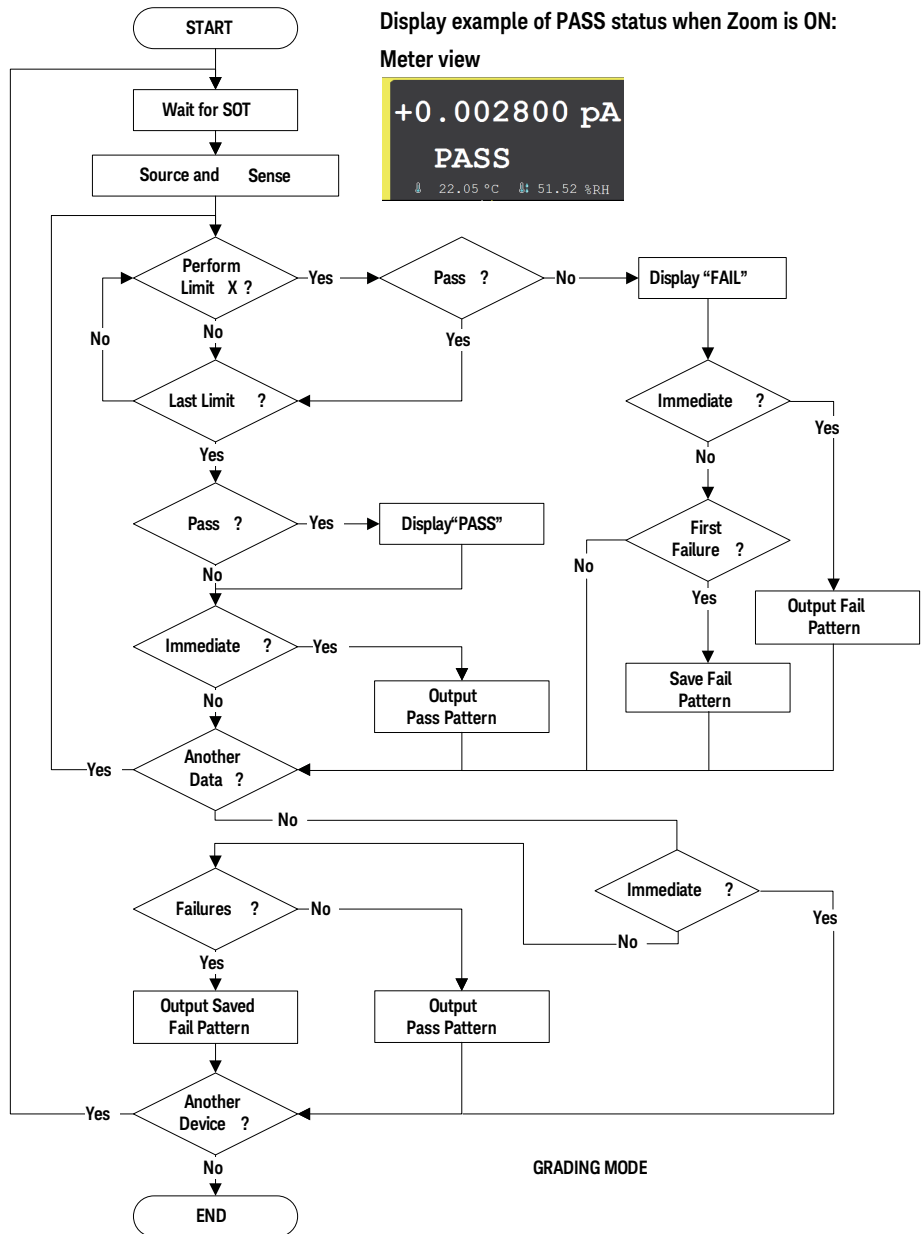 START
Display example of PASS status when Zoom is ON:
Meter view
+0.002800 pA
PASS
22.05 °C 51.52 %RH
Wait for SOT
Source and Sense
Perform
Limit X ?
Yes
Pass ?
No
Display "FAIL"
No
No
Yes
Last Limit ?
Immediate ?
Yes
Yes
No
Pass ?
Yes
Display"PASS"
First
Failure ?
No
No
Yes
Output Fail
Pattern
Immediate ?
Yes
Save Fail
Pattern
Output
Pass Pattern
No
Another
Data ?
Yes
No
Immediate ?
Failures ?
No
Yes
No
Yes
Output Saved
Fail Pattern
Output
Pass Pattern
Another
Device ?
Yes
No
GRADING MODE
END